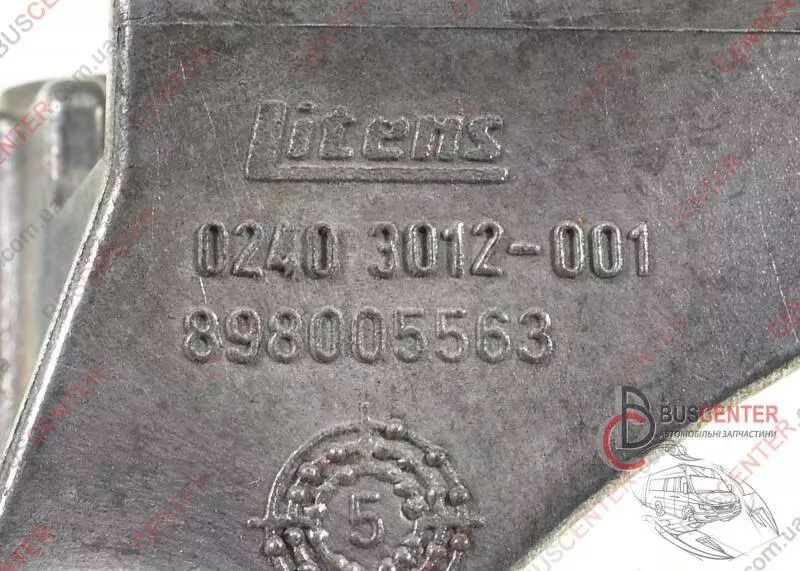 Litens
0240 3012-001
898005563
5
BUSCENTER
АВТОМОБІЛЬНІ ЗАПЧАСТИНИ